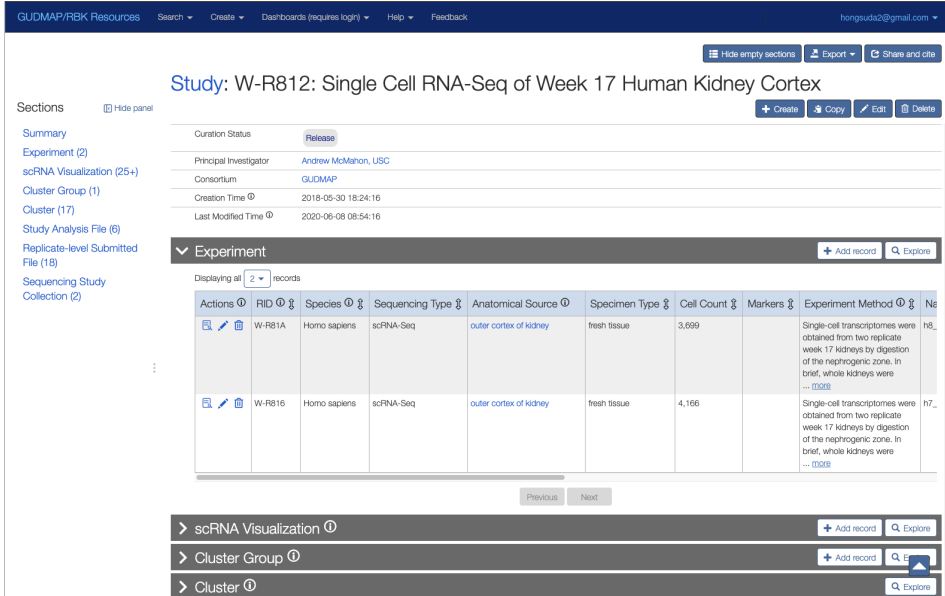 GUDMAP/RBK Resources Search Create Dashboards (requires login) Help Feedback hongsuda2@gmail.com
Hide empty sections Export Share and cite
Study: W-R812: Single Cell RNA-Seq of Week 17 Human Kidney Cortex
Sections Hide panel
Create Copy Edit Delete
Summary
Experiment (2)
scRNA Visualization (25+)
Cluster Group (1)
Cluster (17)
Study Analysis File (6)
Replicate-level Submitted
File (18)
Sequencing Study
Collection (2)
Curation Status Release
Principal Investigator Andrew McMahon, USC
Consortium GUDMAP
Creation Time 2018-05-30 18:24:16
Last Modified Time 2020-06-08 08:54:16
Experiment Add record Explore
Displaying all 2 records
Actions RID Species Sequencing Type Anatomical Source Specimen Type Cell Count Markers Experiment Method Na
W-R81A Homo sapiens scRNA-Seq outer cortex of kidney fresh tissue 3,699 Single-cell transcriptomes were h8_
obtained from two replicate
week 17 kidneys by digestion
of the nephrogenic zone. In
brief, whole kidneys were
... more
W-R816 Homo sapiens scRNA-Seq outer cortex of kidney fresh tissue 4,166 Single-cell transcriptomes were h7_
obtained from two replicate
week 17 kidneys by digestion
of the nephrogenic zone. In
brief, whole kidneys were
... more
Previous Next
scRNA Visualization Add record Explore
Cluster Group Add record
Cluster Explore